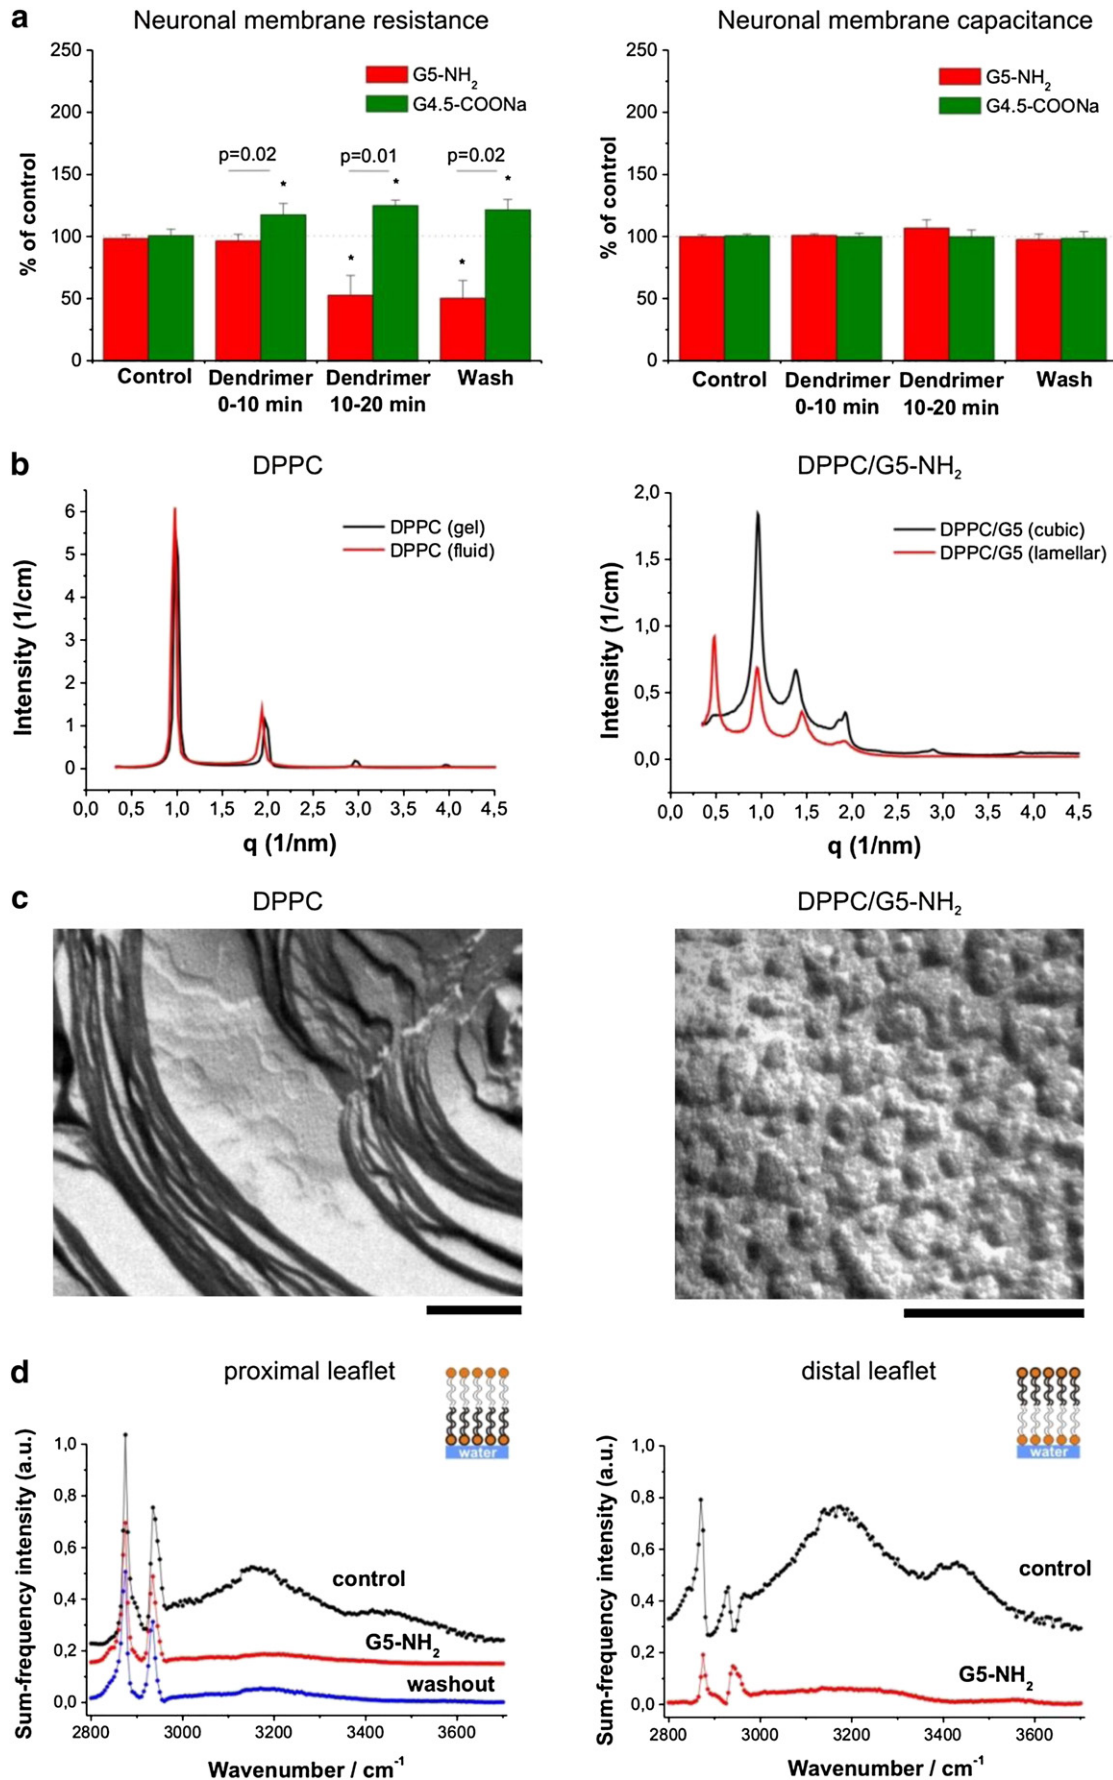 a
Neuronal membrane resistance
Neuronal membrane capacitance
% of control
250
200
150
100
50
0
G5-NH2
G4.5-COONa
p=0.02
p=0.01
p=0.02
*
*
*
*
*
Control
Dendrimer
0-10 min
Dendrimer
10-20 min
Wash
% of control
250
200
150
100
50
0
G5-NH2
G4.5-COONa
Control
Dendrimer
0-10 min
Dendrimer
10-20 min
Wash
b
DPPC
DPPC/G5-NH2
Intensity (1/cm)
6
5
4
3
2
1
0
DPPC (gel)
DPPC (fluid)
0,0 0,5 1,0 1,5 2,0 2,5 3,0 3,5 4,0 4,5
q (1/nm)
Intensity (1/cm)
2,0
1,5
1,0
0,5
0,0
DPPC/G5 (cubic)
DPPC/G5 (lamellar)
0,0 0,5 1,0 1,5 2,0 2,5 3,0 3,5 4,0 4,5
q (1/nm)
c
DPPC
DPPC/G5-NH2
d
proximal leaflet
distal leaflet
water
Sum-frequency intensity (a.u.)
1,0
0,8
0,6
0,4
0,2
0,0
control
G5-NH2
washout
2800 3000 3200 3400 3600
Wavenumber / cm-1
water
Sum-frequency intensity (a.u.)
1,0
0,8
0,6
0,4
0,2
0,0
control
G5-NH2
2800 3000 3200 3400 3600
Wavenumber / cm-1